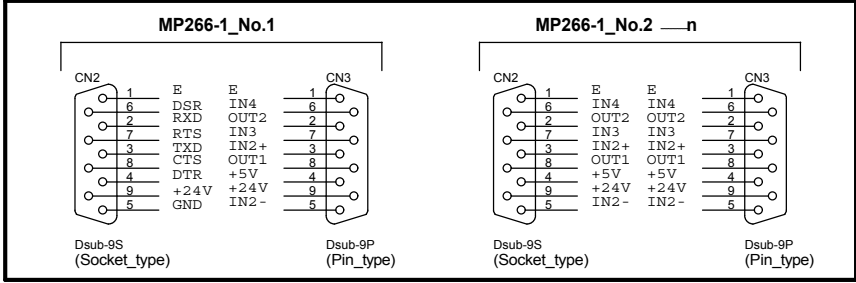 MP266-1_No.1 MP266-1_No.2 —n
CN2 CN3 CN2 CN3
1 E E 1 1 E E 1
6 DSR IN4 6 6 IN4 IN4 6
2 RXD OUT2 2 2 OUT2 OUT2 2
7 RTS IN3 7 7 IN3 IN3 7
3 TXD IN2+ 3 3 IN2+ IN2+ 3
8 CTS OUT1 8 8 OUT1 OUT1 8
4 DTR +5V 4 4 +5V +5V 4
9 +24V +24V 9 9 +24V +24V 9
5 GND IN2- 5 5 IN2- IN2- 5
Dsub-9S Dsub-9P Dsub-9S Dsub-9P
(Socket_type) (Pin_type) (Socket_type) (Pin_type)